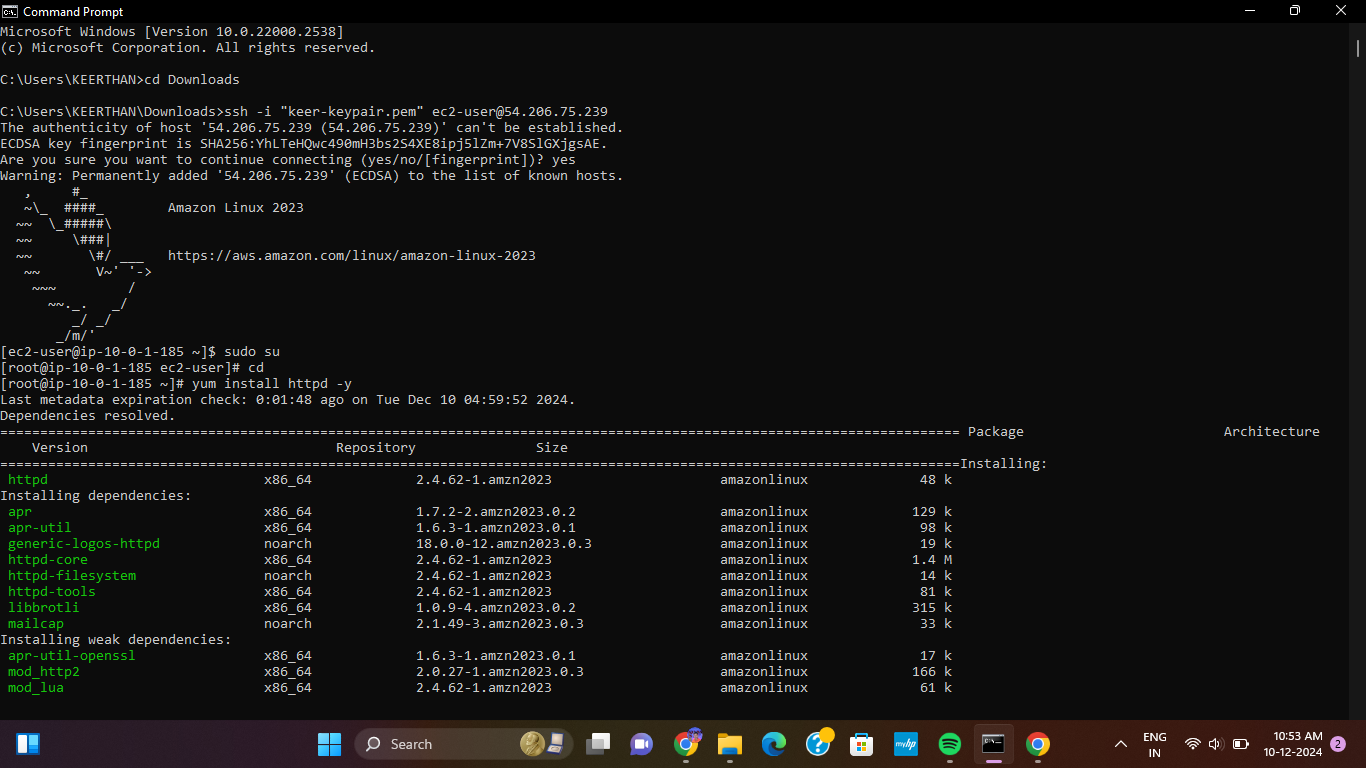 Command Prompt
Microsoft Windows [Version 10.0.22000.2538]
(c) Microsoft Corporation. All rights reserved.
C:\Users\KEERTHAN>cd Downloads
C:\Users\KEERTHAN\Downloads>ssh -i "keer-keypair.pem" ec2-user@54.206.75.239
The authenticity of host '54.206.75.239 (54.206.75.239)' can't be established.
ECDSA key fingerprint is SHA256:YhLTeHQwc490mH3bs2S4XE8ipj5lZm+7V8SlGXjgsAE.
Are you sure you want to continue connecting (yes/no/[fingerprint])? yes
Warning: Permanently added '54.206.75.239' (ECDSA) to the list of known hosts.
   ,     #_
   ~\_  ####_        Amazon Linux 2023
  ~~  \_#####\
  ~~     \###|
  ~~       \#/ ___   https://aws.amazon.com/linux/amazon-linux-2023
   ~~       V~' '->
    ~~~         /
      ~~._.   _/
         _/ _/
       _/m/'
[ec2-user@ip-10-0-1-185 ~]$ sudo su
[root@ip-10-0-1-185 ec2-user]# cd
[root@ip-10-0-1-185 ~]# yum install httpd -y
Last metadata expiration check: 0:01:48 ago on Tue Dec 10 04:59:52 2024.
Dependencies resolved.
======================================================================================================================== Package                         Architecture
    Version                               Repository               Size
========================================================================================================================Installing:
 httpd                           x86_64             2.4.62-1.amzn2023                     amazonlinux              48 k
Installing dependencies:
 apr                             x86_64             1.7.2-2.amzn2023.0.2                  amazonlinux             129 k
 apr-util                        x86_64             1.6.3-1.amzn2023.0.1                  amazonlinux              98 k
 generic-logos-httpd             noarch             18.0.0-12.amzn2023.0.3                amazonlinux              19 k
 httpd-core                      x86_64             2.4.62-1.amzn2023                     amazonlinux             1.4 M
 httpd-filesystem                noarch             2.4.62-1.amzn2023                     amazonlinux              14 k
 httpd-tools                     x86_64             2.4.62-1.amzn2023                     amazonlinux              81 k
 libbrotli                       x86_64             1.0.9-4.amzn2023.0.2                  amazonlinux             315 k
 mailcap                         noarch             2.1.49-3.amzn2023.0.3                 amazonlinux              33 k
Installing weak dependencies:
 apr-util-openssl                x86_64             1.6.3-1.amzn2023.0.1                  amazonlinux              17 k
 mod_http2                       x86_64             2.0.27-1.amzn2023.0.3                 amazonlinux             166 k
 mod_lua                         x86_64             2.4.62-1.amzn2023                     amazonlinux              61 k
Search
myhp
ENG
IN
10:53 AM
10-12-2024
2